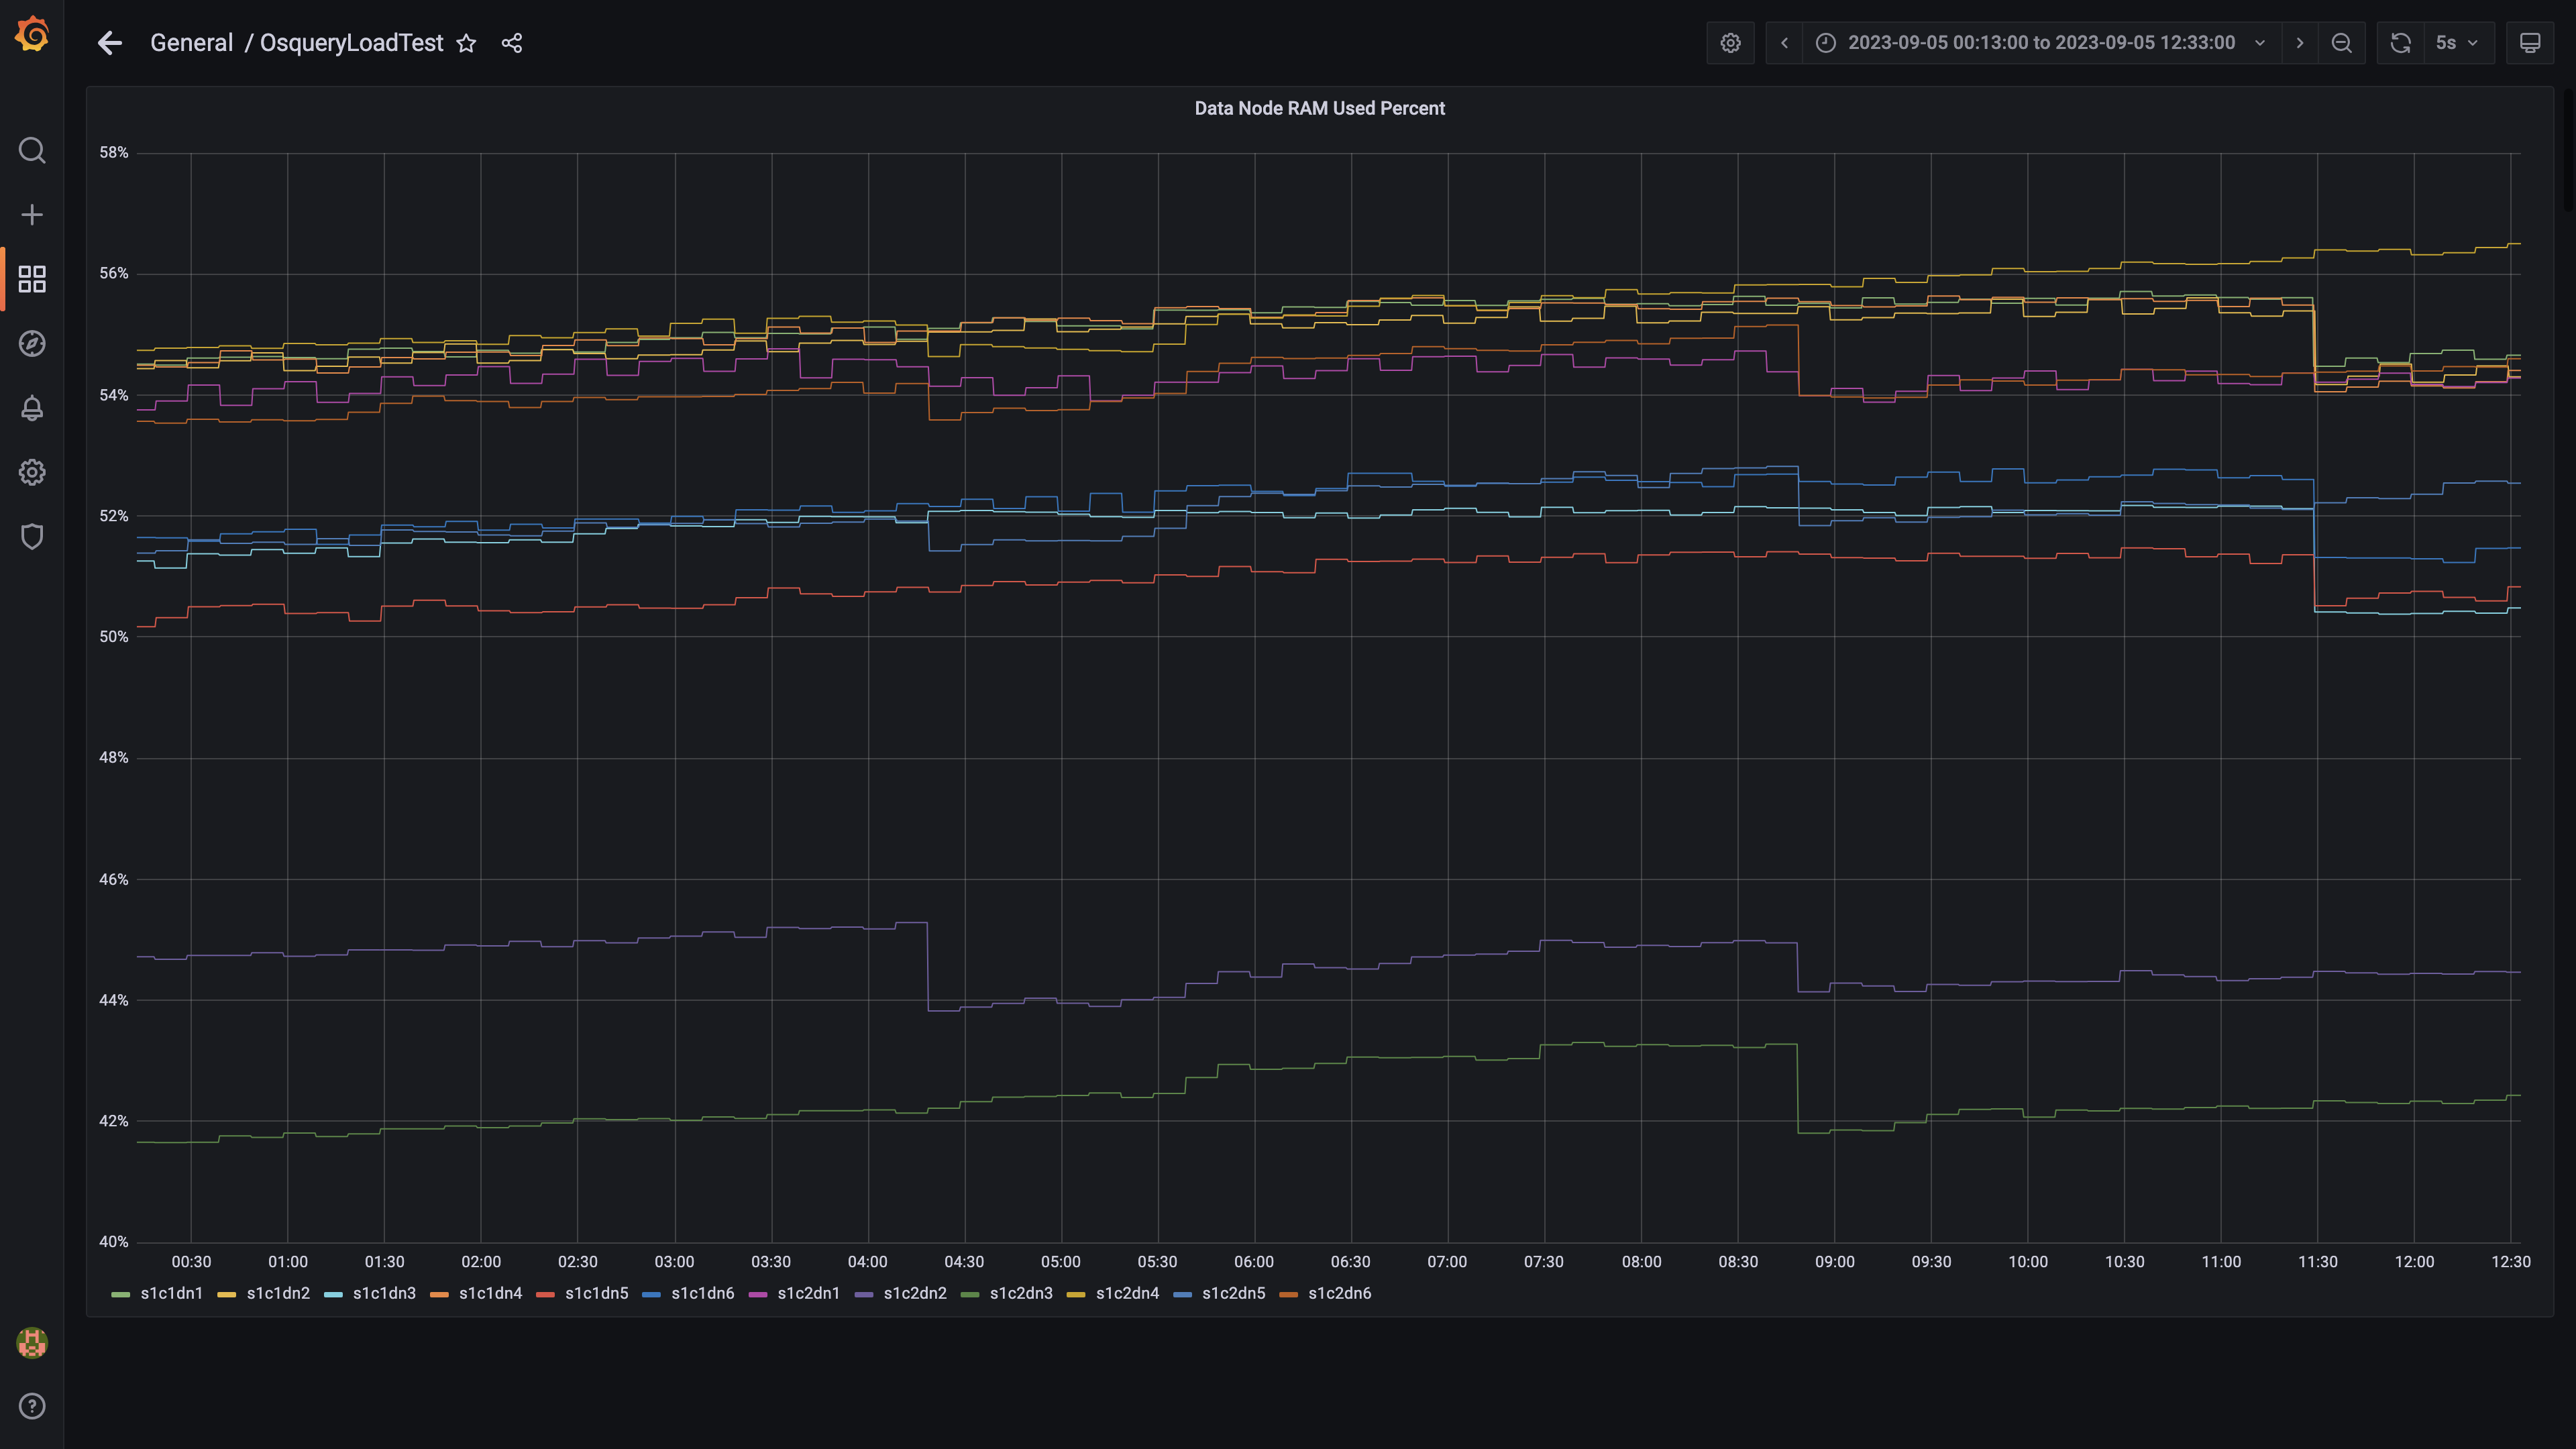 General / OsqueryLoadTest
2023-09-05 00:13:00 to 2023-09-05 12:33:00
5s
Data Node RAM Used Percent
58%
56%
54%
52%
50%
48%
46%
44%
42%
40%
00:30 01:00 01:30 02:00 02:30 03:00 03:30 04:00 04:30 05:00 05:30 06:00 06:30 07:00 07:30 08:00 08:30 09:00 09:30 10:00 10:30 11:00 11:30 12:00 12:30
s1c1dn1 s1c1dn2 s1c1dn3 s1c1dn4 s1c1dn5 s1c1dn6 s1c2dn1 s1c2dn2 s1c2dn3 s1c2dn4 s1c2dn5 s1c2dn6